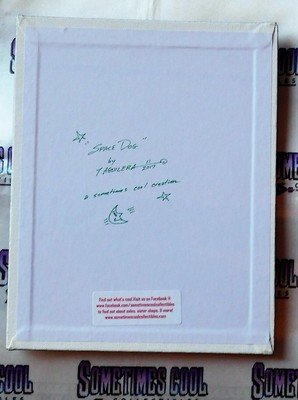 "SPACE DOG"
by
T AGUILERA
a sometimes cool creation
Find out what's cool Visit us on Facebook @
www.facebook.com/sometimescoolcollectibles
to find out about sales, sister shops, & more!
www.sometimescoolcollectibles.com
SOMETIMES COOL
SOMETIMES COOL